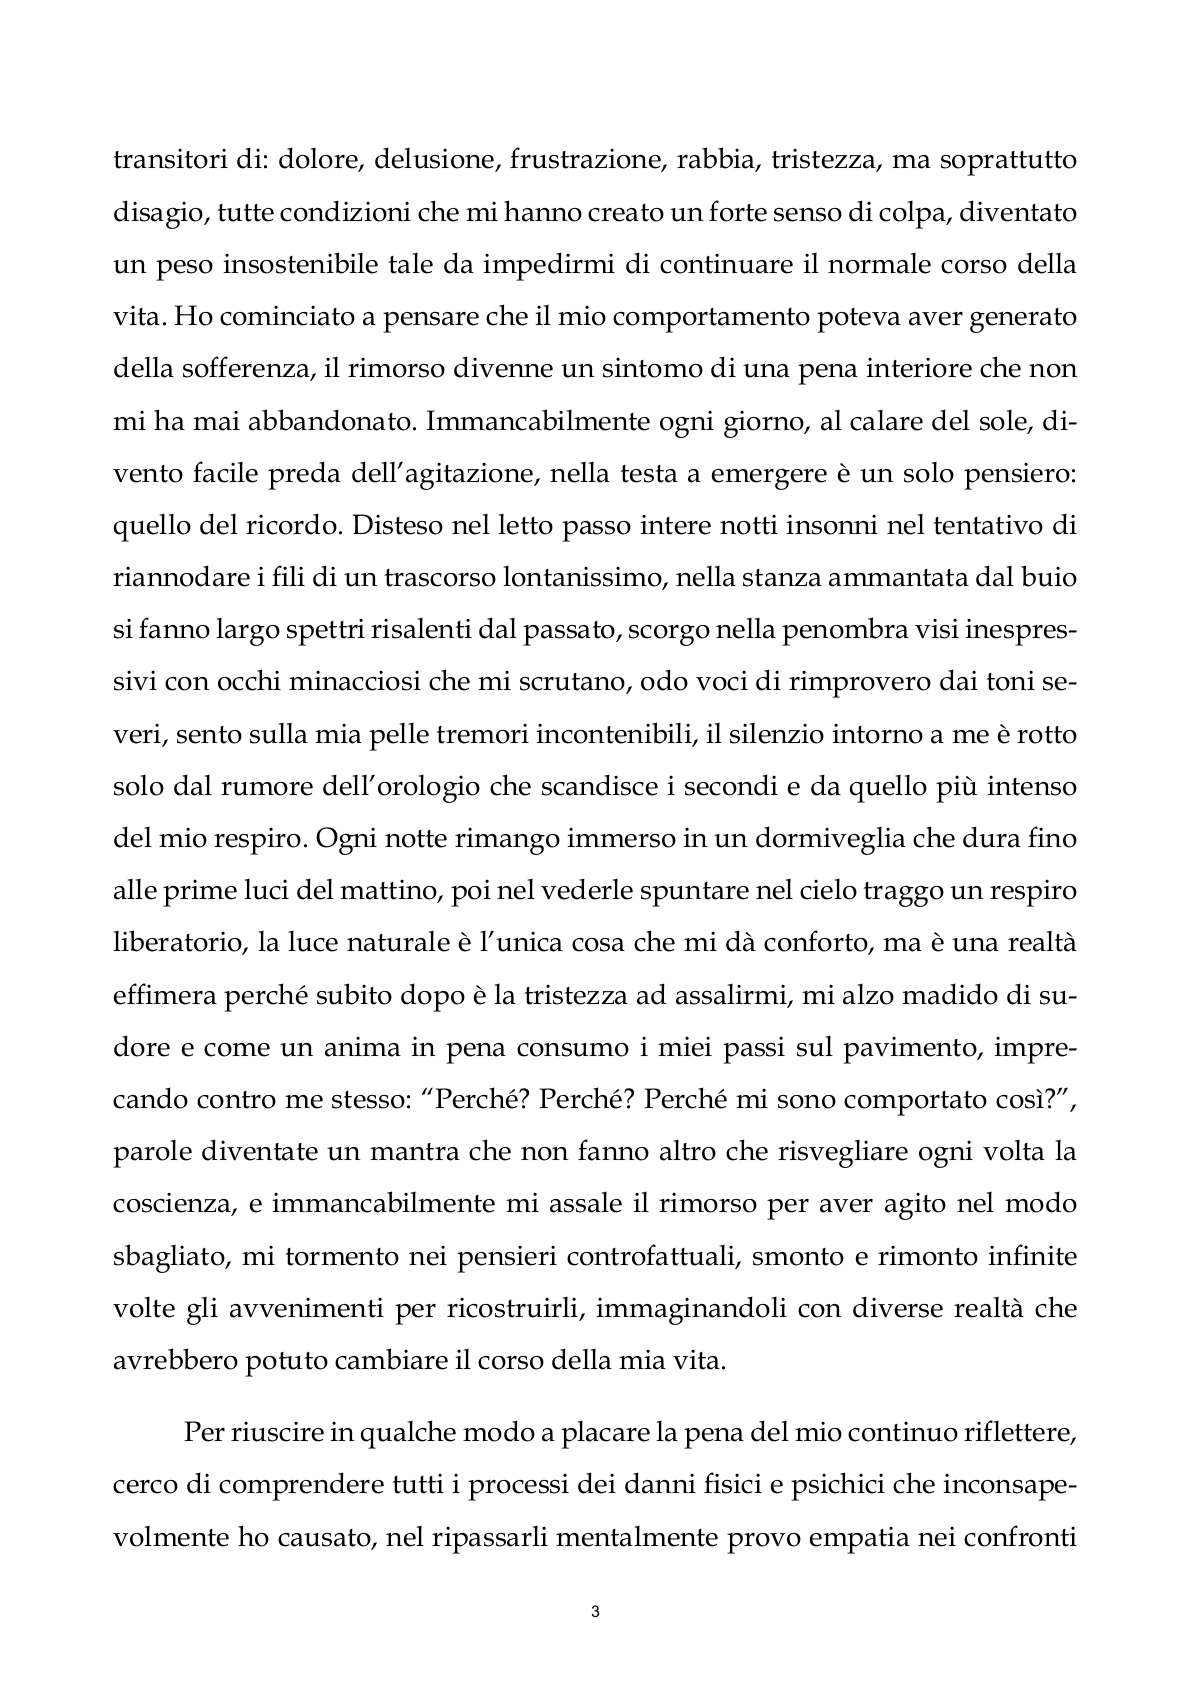 transitori di: dolore, delusione, frustrazione, rabbia, tristezza, ma soprattutto
disagio, tutte condizioni che mi hanno creato un forte senso di colpa, diventato
un peso insostenibile tale da impedirmi di continuare il normale corso della
vita. Ho cominciato a pensare che il mio comportamento poteva aver generato
della sofferenza, il rimorso divenne un sintomo di una pena interiore che non
mi ha mai abbandonato. Immancabilmente ogni giorno, al calare del sole, di-
vento facile preda dell’agitazione, nella testa a emergere è un solo pensiero:
quello del ricordo. Disteso nel letto passo intere notti insonni nel tentativo di
riannodare i fili di un trascorso lontanissimo, nella stanza ammantata dal buio
si fanno largo spettri risalenti dal passato, scorgo nella penombra visi inespres-
sivi con occhi minacciosi che mi scrutano, odo voci di rimprovero dai toni se-
veri, sento sulla mia pelle tremori incontenibili, il silenzio intorno a me è rotto
solo dal rumore dell’orologio che scandisce i secondi e da quello più intenso
del mio respiro. Ogni notte rimango immerso in un dormiveglia che dura fino
alle prime luci del mattino, poi nel vederle spuntare nel cielo traggo un respiro
liberatorio, la luce naturale è l’unica cosa che mi dà conforto, ma è una realtà
effimera perché subito dopo è la tristezza ad assalirmi, mi alzo madido di su-
dore e come un anima in pena consumo i miei passi sul pavimento, impre-
cando contro me stesso: “Perché? Perché? Perché mi sono comportato così?”,
parole diventate un mantra che non fanno altro che risvegliare ogni volta la
coscienza, e immancabilmente mi assale il rimorso per aver agito nel modo
sbagliato, mi tormento nei pensieri controfattuali, smonto e rimonto infinite
volte gli avvenimenti per ricostruirli, immaginandoli con diverse realtà che
avrebbero potuto cambiare il corso della mia vita.
Per riuscire in qualche modo a placare la pena del mio continuo riflettere,
cerco di comprendere tutti i processi dei danni fisici e psichici che inconsape-
volmente ho causato, nel ripassarli mentalmente provo empatia nei confronti
3